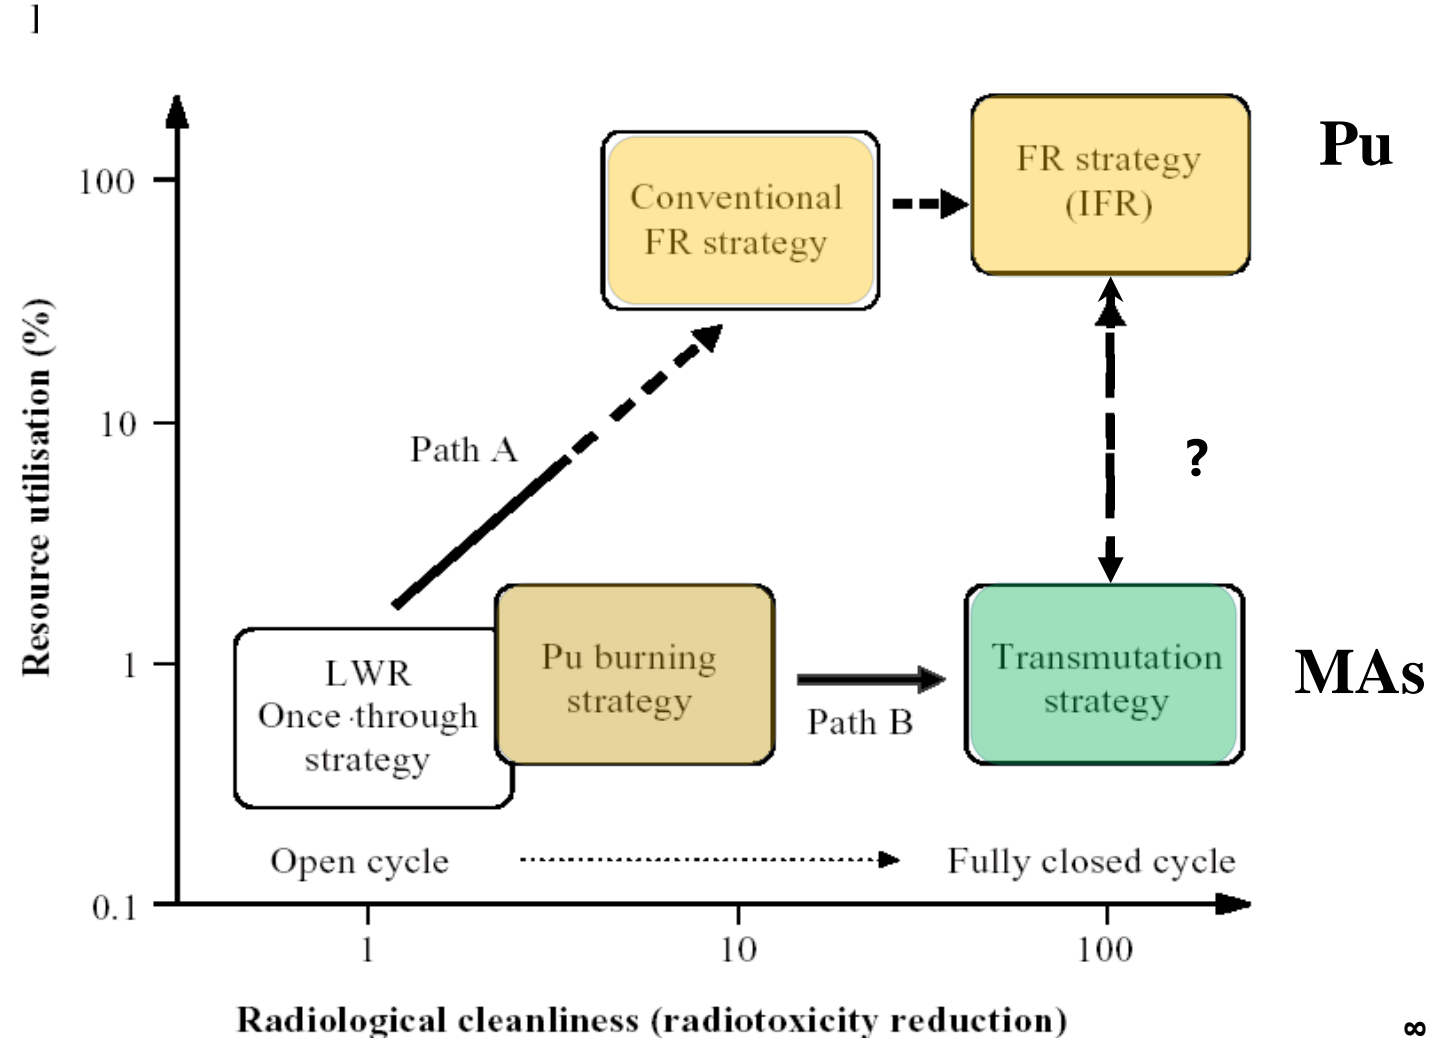 ]
Pu
FR strategy
(IFR)
Conventional
FR strategy
100
10
1
0.1
Resource utilisation (%)
Path A
?
LWR
Once-through
strategy
Pu burning
strategy
Path B
Transmutation
strategy
MAs
Open cycle
Fully closed cycle
1
10
100
Radiological cleanliness (radiotoxicity reduction)
8